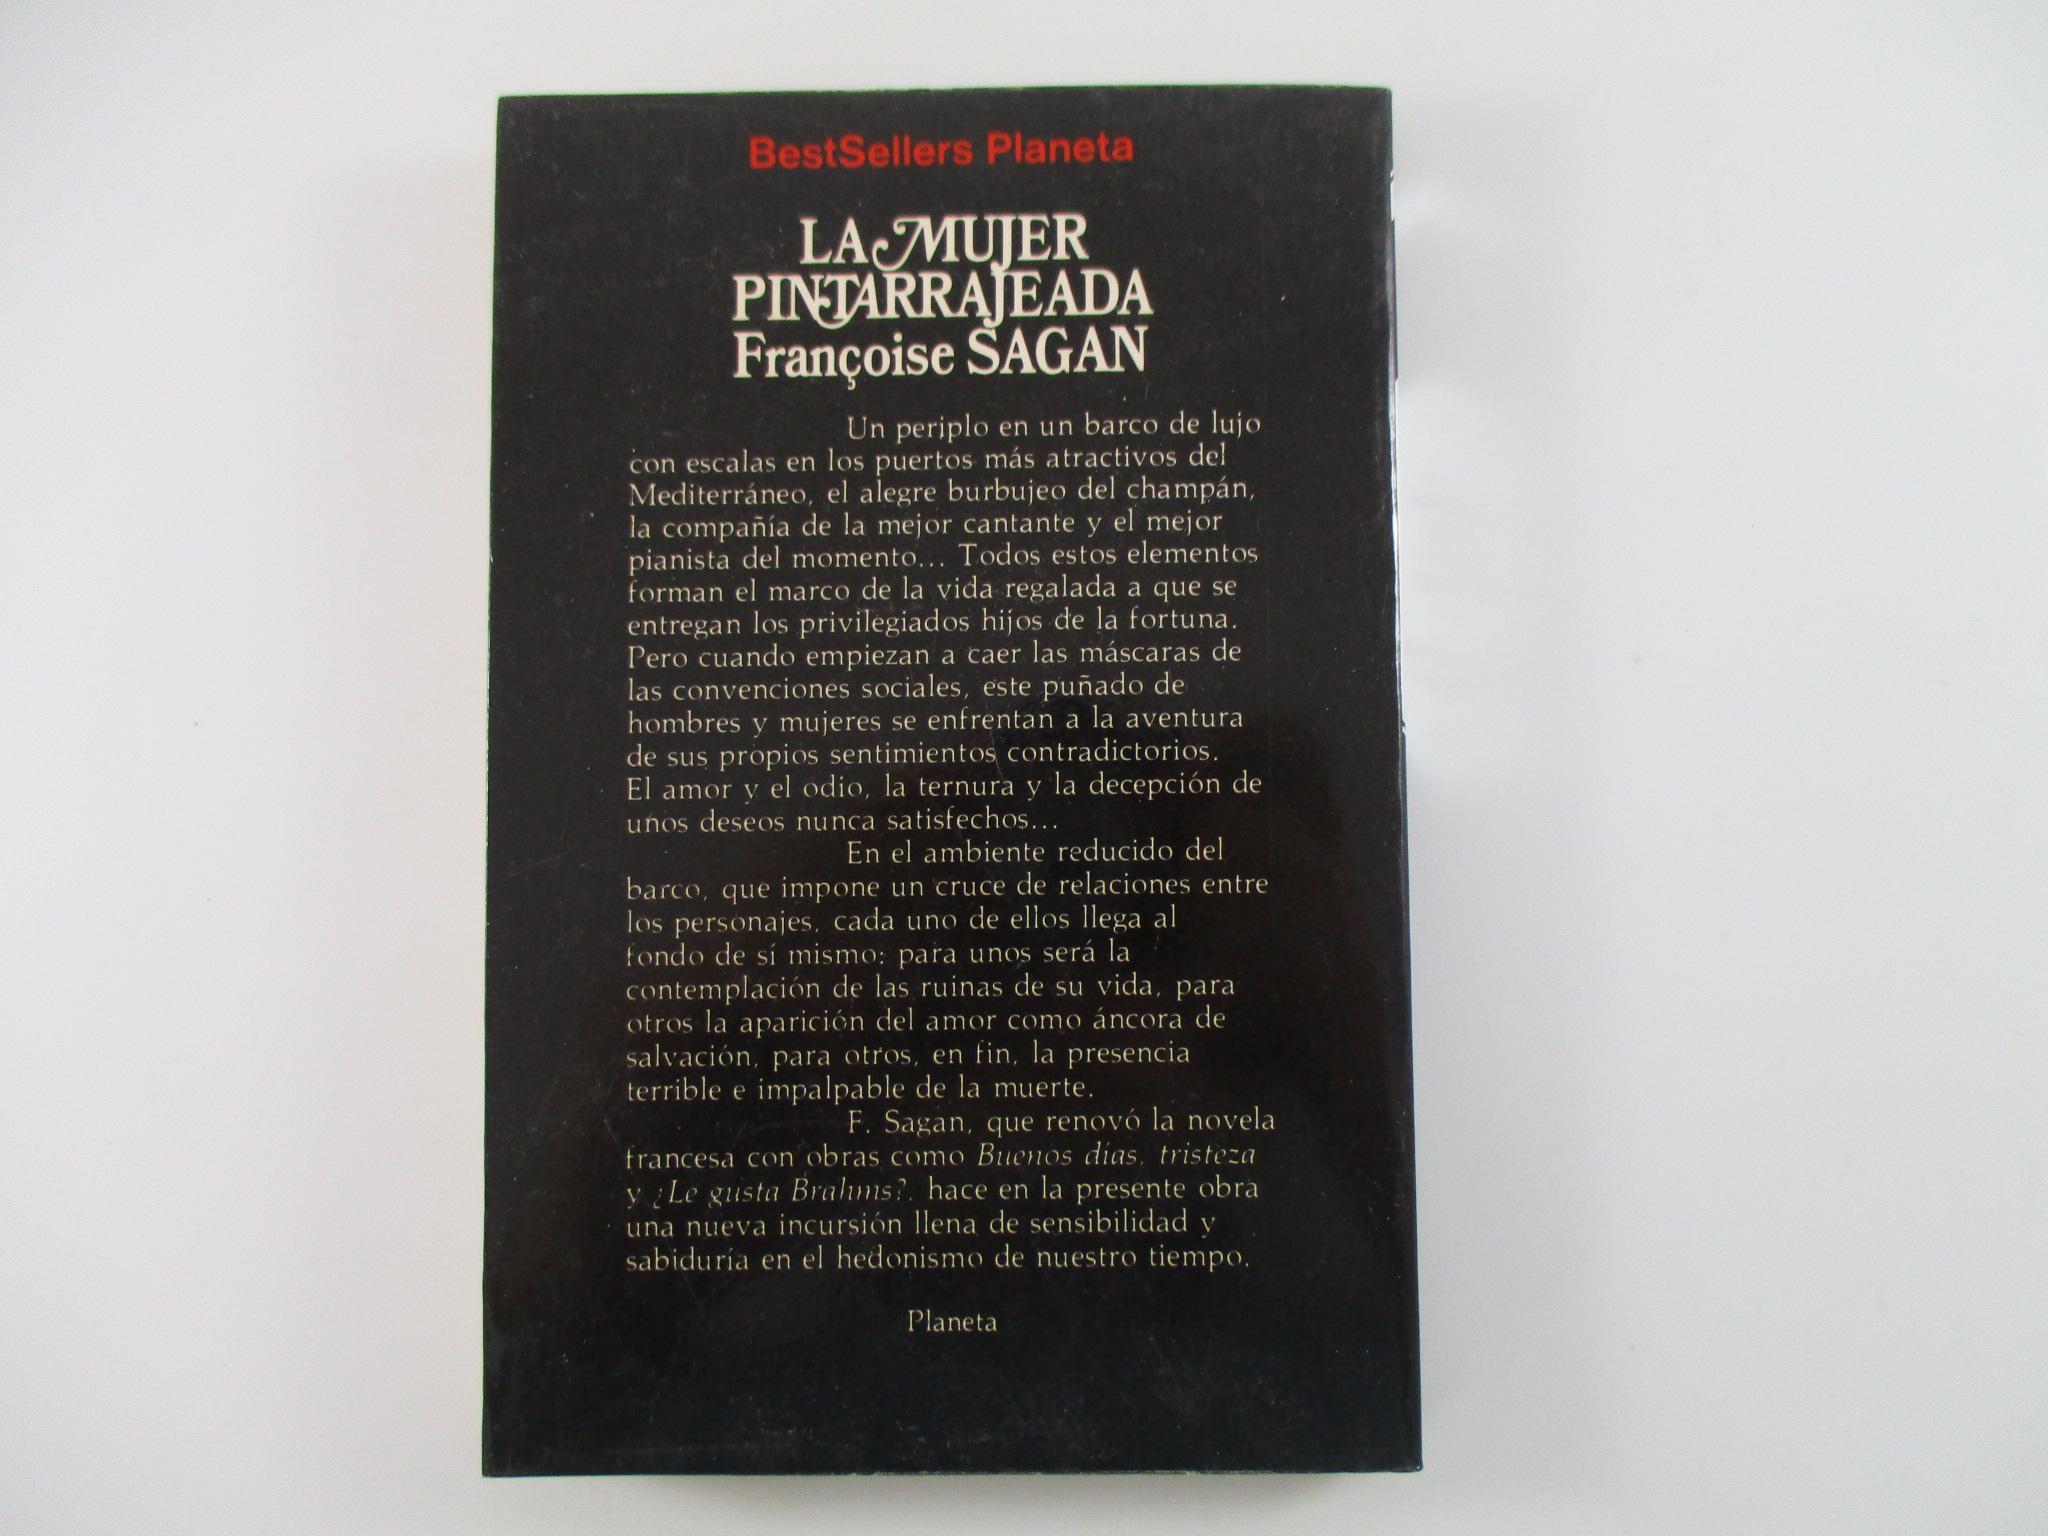 BestSellers Planeta
LA MUJER
PINTARRAJEADA
Françoise SAGAN
Un periplo en un barco de lujo
con escalas en los puertos más atractivos del
Mediterráneo, el alegre burbujeo del champán,
la compañía de la mejor cantante y el mejor
pianista del momento... Todos estos elementos
forman el marco de la vida regalada a que se
entregan los privilegiados hijos de la fortuna.
Pero cuando empiezan a caer las máscaras de
las convenciones sociales, este puñado de
hombres y mujeres se enfrentan a la aventura
de sus propios sentimientos contradictorios.
El amor y el odio, la ternura y la decepción de
unos deseos nunca satisfechos...
En el ambiente reducido del
barco, que impone un cruce de relaciones entre
los personajes, cada uno de ellos llega al
fondo de sí mismo: para unos será la
contemplación de las ruinas de su vida, para
otros la aparición del amor como áncora de
salvación, para otros, en fin, la presencia
terrible e impalpable de la muerte.
F. Sagan, que renovó la novela
francesa con obras como Buenos días, tristeza
y ¿Le gusta Brahms?, hace en la presente obra
una nueva incursión llena de sensibilidad y
sabiduría en el hedonismo de nuestro tiempo.
Planeta